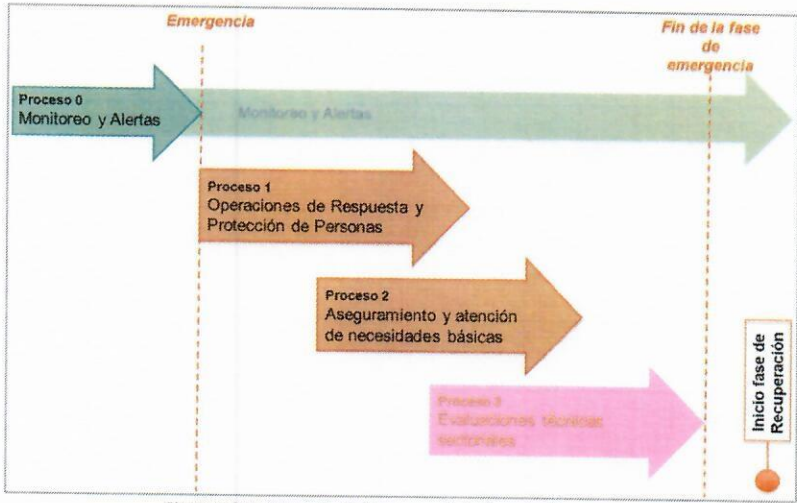 Emergencia
Fin de la fase
de
emergencia
Proceso 0
Monitoreo y Alertas
Monitoreo y Alertas
Proceso 1
Operaciones de Respuesta y
Protección de Personas
Proceso 2
Aseguramiento y atención
de necesidades básicas
Proceso 3
Evaluaciones técnicas
sectoriales
Inicio fase de
Recuperación